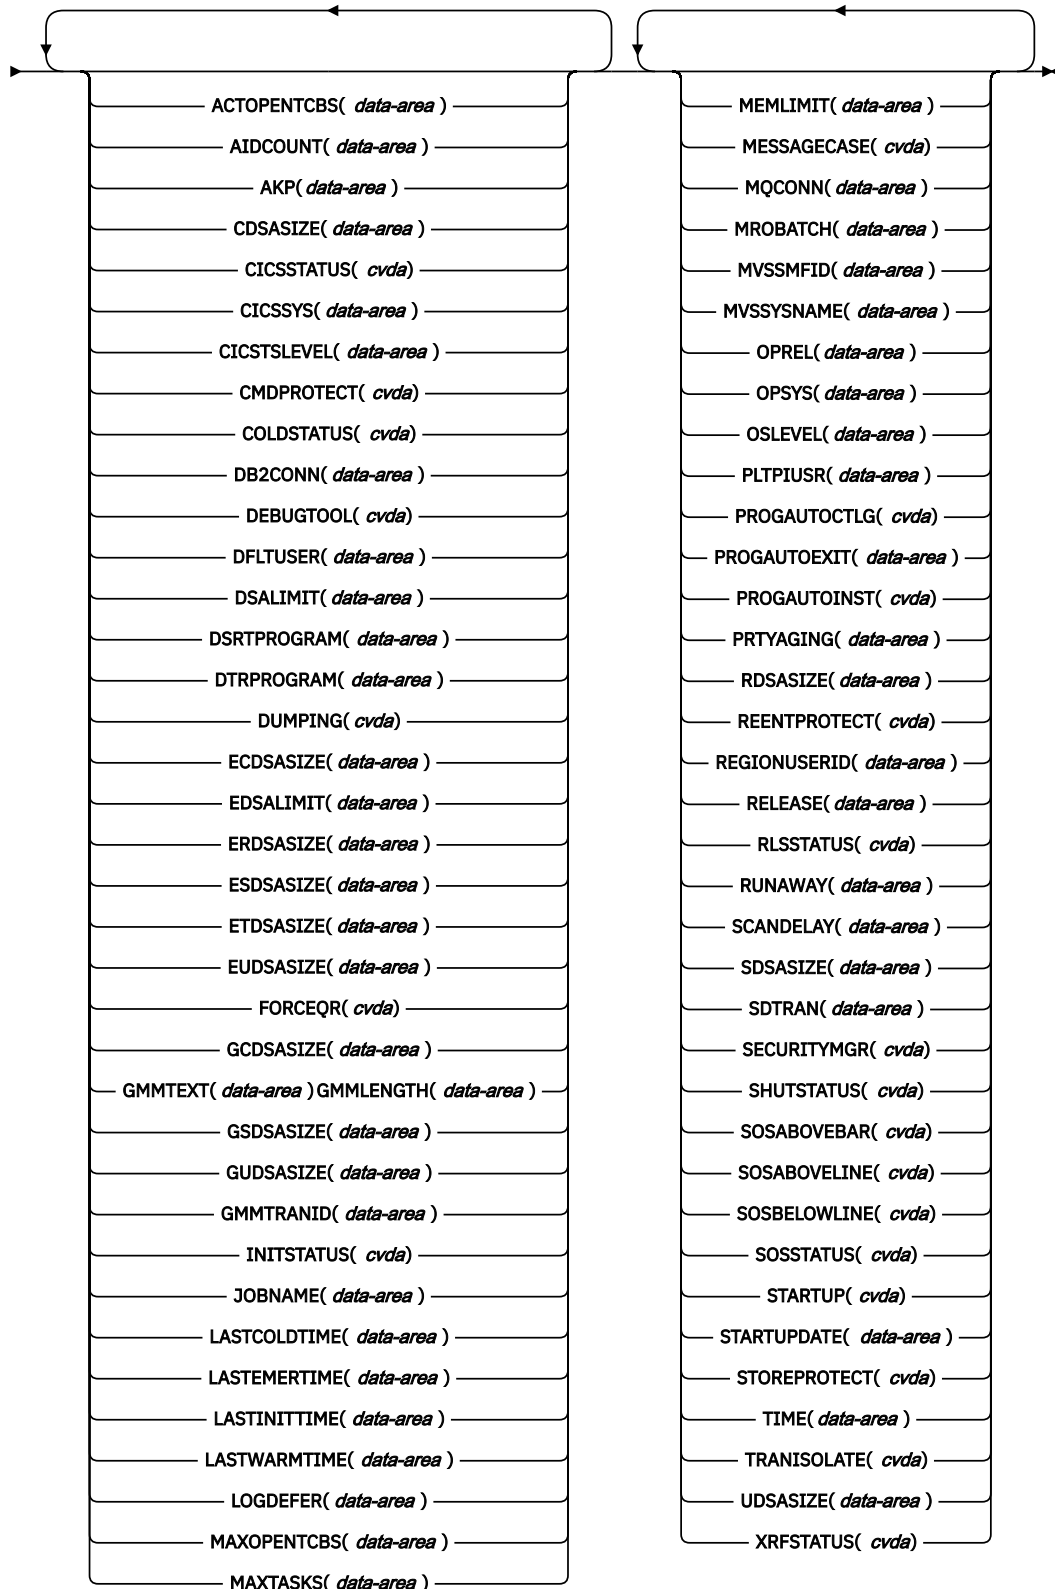 ACTOPENTCBS( data-area )
AIDCOUNT( data-area )
AKP( data-area )
CDSASIZE( data-area )
CICSSTATUS( cvda)
CICSSYS( data-area )
CICSTSLEVEL( data-area )
CMDPROTECT( cvda)
COLDSTATUS( cvda)
DB2CONN( data-area )
DEBUGTOOL( cvda)
DFLTUSER( data-area )
DSALIMIT( data-area )
DSRTPROGRAM( data-area )
DTRPROGRAM( data-area )
DUMPING( cvda)
ECDSASIZE( data-area )
EDSALIMIT( data-area )
ERDSASIZE( data-area )
ESDSASIZE( data-area )
ETDSASIZE( data-area )
EUDSASIZE( data-area )
FORCEQR( cvda)
GCDSASIZE( data-area )
GMMTEXT( data-area ) GMMLENGTH( data-area )
GSDSASIZE( data-area )
GUDSASIZE( data-area )
GMMTRANID( data-area )
INITSTATUS( cvda)
JOBNAME( data-area )
LASTCOLDTIME( data-area )
LASTEMERTIME( data-area )
LASTINITTIME( data-area )
LASTWARMTIME( data-area )
LOGDEFER( data-area )
MAXOPENTCBS( data-area )
MAXTASKS( data-area )
MEMLIMIT( data-area )
MESSAGECASE( cvda)
MQCONN( data-area )
MROBATCH( data-area )
MVSSMFID( data-area )
MVSSYSNAME( data-area )
OPREL( data-area )
OPSYS( data-area )
OSLEVEL( data-area )
PLTPIUSR( data-area )
PROGAUTOCTLG( cvda)
PROGAUTOEXIT( data-area )
PROGAUTOINST( cvda)
PRTYAGING( data-area )
RDSASIZE( data-area )
REENTPROTECT( cvda)
REGIONUSERID( data-area )
RELEASE( data-area )
RLSSTATUS( cvda)
RUNAWAY( data-area )
SCANDELAY( data-area )
SDSASIZE( data-area )
SDTRAN( data-area )
SECURITYMGR( cvda)
SHUTSTATUS( cvda)
SOSABOVEBAR( cvda)
SOSABOVELINE( cvda)
SOSBELOWLINE( cvda)
SOSSTATUS( cvda)
STARTUP( cvda)
STARTUPDATE( data-area )
STOREPROTECT( cvda)
TIME( data-area )
TRANISOLATE( cvda)
UDSASIZE( data-area )
XRFSTATUS( cvda)